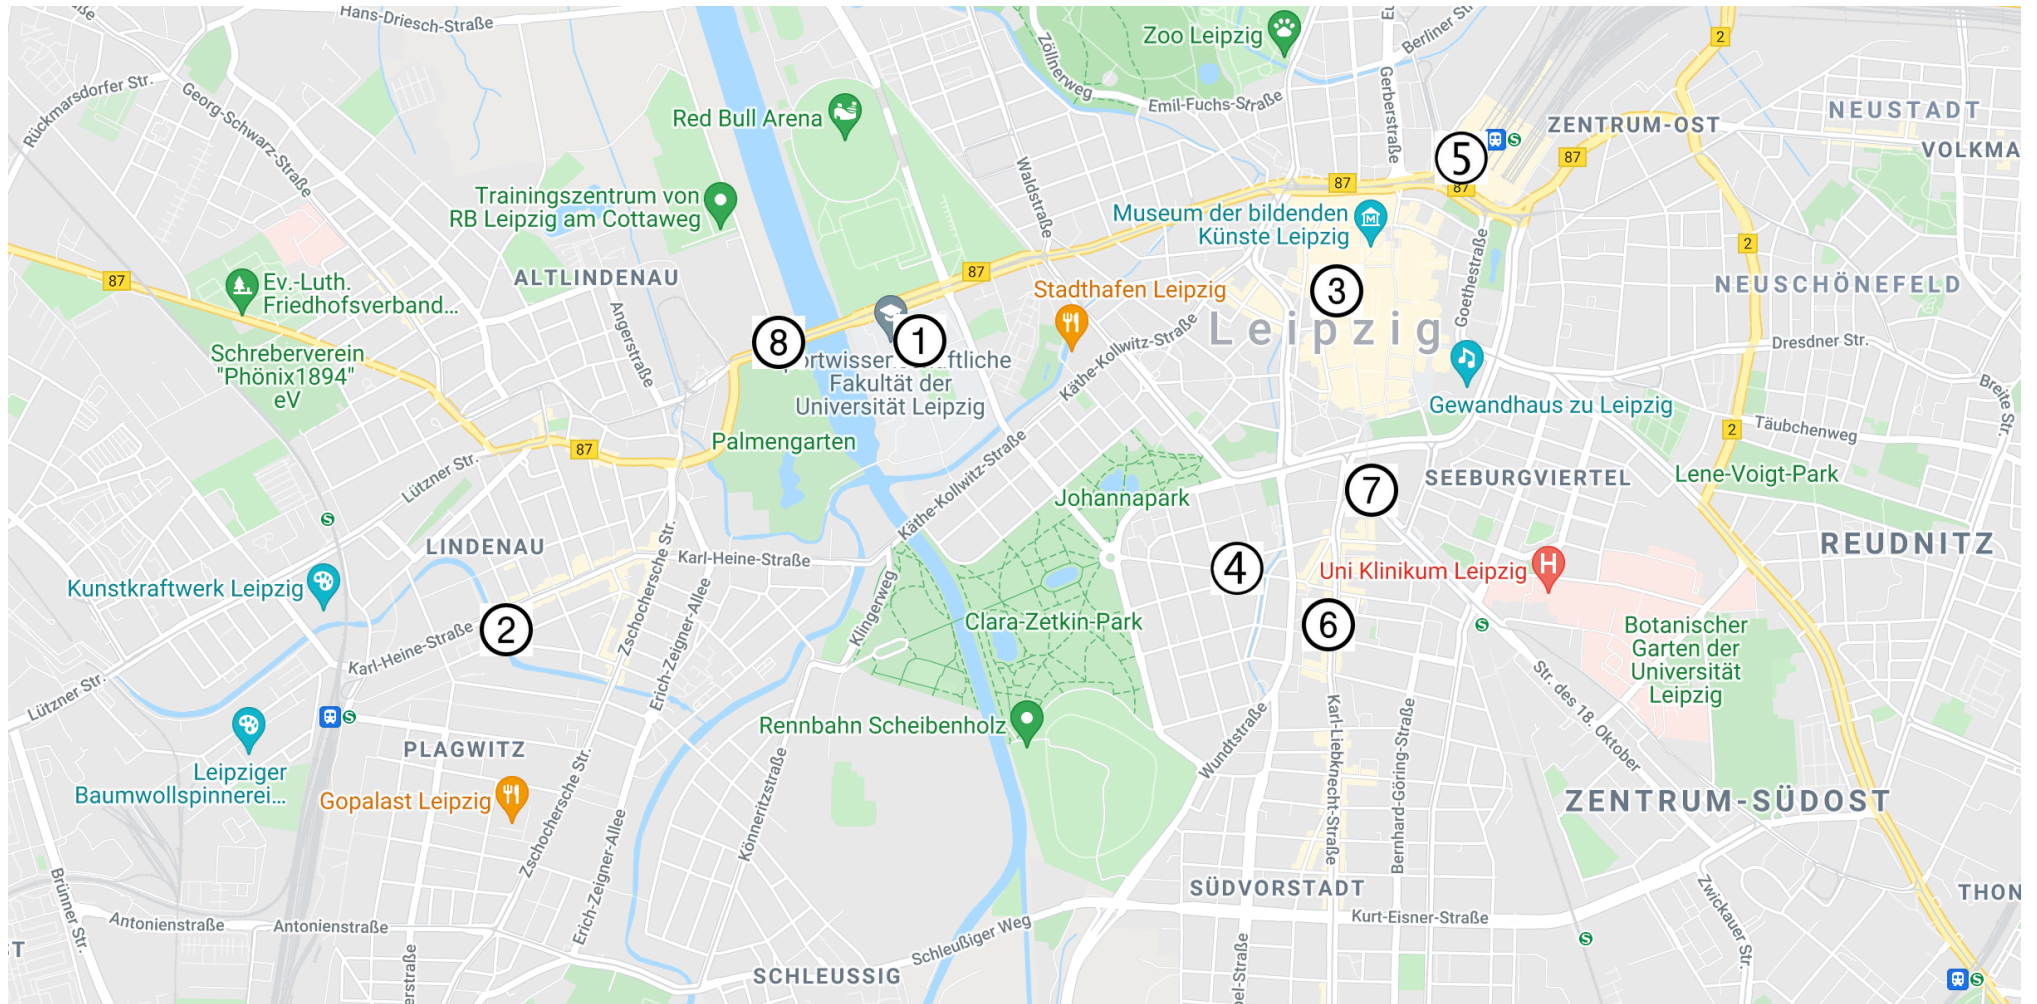 Hans-Driesch-Straße
Zoo Leipzig
Berliner St
2
Zöllnerweg
Gerberstraße
Emil-Fuchs-Straße
Rückmarsdorfer Str.
Georg-Schwarz-Straße
Red Bull Arena
ZENTRUM-OST
NEUSTADT
VOLKMA
5
S
87
87
87
Waldstraße
Trainingszentrum von
RB Leipzig am Cottaweg
Museum der bildenden
Künste Leipzig
Goethestraße
2
87
ALTLINDENAU
87
Ev.-Luth.
Friedhofsverband...
Stadthafen Leipzig
3
NEUSCHÖNEFELD
Leipzig
Angerstraße
8
1
Schreberverein
"Phönix1894"
eV
Sportwissenschaftliche
Fakultät der
Universität Leipzig
Käthe-Kollwitz-Straße
Dresdner Str.
Breite Str.
Gewandhaus zu Leipzig
2
Täubchenweg
Palmengarten
87
Lützner Str.
Käthe-Kollwitz-Straße
Johannapark
7
SEEBURGVIERTEL
Lene-Voigt-Park
S
LINDENAU
Karl-Heine-Straße
REUDNITZ
Kunstkraftwerk Leipzig
Zschochersche Str.
Erich-Zeigner-Allee
Klingerweg
4
Uni Klinikum Leipzig
H
2
Karl-Heine-Straße
Clara-Zetkin-Park
6
S
Botanischer
Garten der
Universität
Leipzig
Lützner Str.
S
Str. des 18. Oktober
Rennbahn Scheibenholz
Wundtstraße
Karl-Liebknecht-Straße
Bernhard-Göring-Straße
PLAGWITZ
Leipziger
Baumwollspinnerei...
Gopalast Leipzig
Zschochersche Str.
Erich-Zeigner-Allee
Könneritzstraße
ZENTRUM-SÜDOST
SÜDVORSTADT
Brünner Str.
Zwickauer Str.
THON
Antonienstraße
Antonienstraße
Kurt-Eisner-Straße
Schleußiger Weg
S
ST
SCHLEUSSIG
erstraße
bel-Straße
S